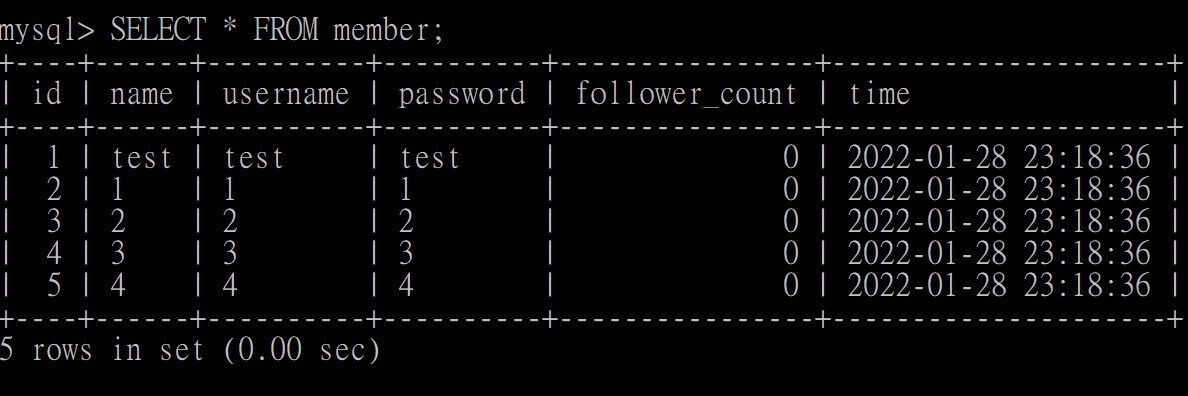 mysql> SELECT * FROM member;
+----+------+----------+----------+----------------+---------------------+
| id | name | username | password | follower_count | time                |
+----+------+----------+----------+----------------+---------------------+
|  1 | test | test     | test     |              0 | 2022-01-28 23:18:36 |
|  2 | 1    | 1        | 1        |              0 | 2022-01-28 23:18:36 |
|  3 | 2    | 2        | 2        |              0 | 2022-01-28 23:18:36 |
|  4 | 3    | 3        | 3        |              0 | 2022-01-28 23:18:36 |
|  5 | 4    | 4        | 4        |              0 | 2022-01-28 23:18:36 |
+----+------+----------+----------+----------------+---------------------+
5 rows in set (0.00 sec)